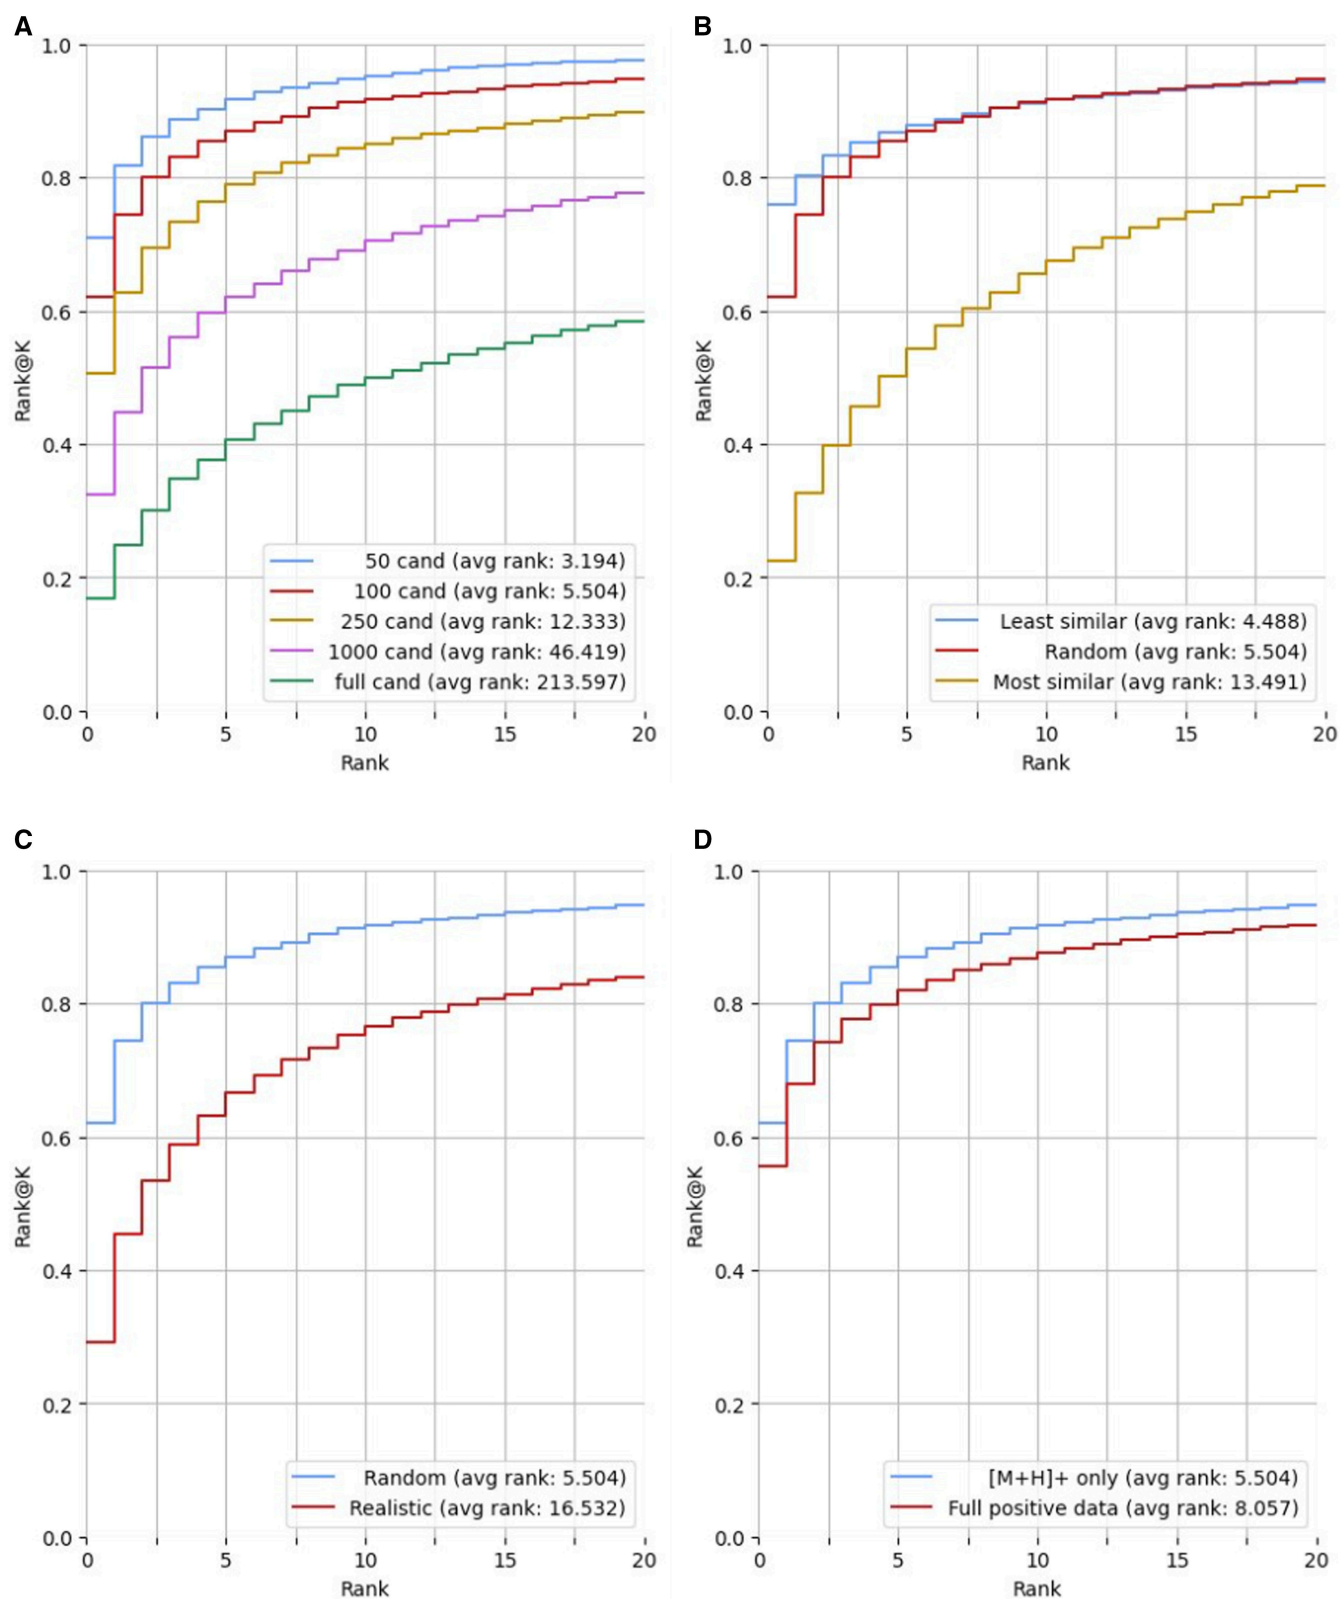 A
1.0
0.8
0.6
0.4
0.2
0.0
Rank@K
50 cand (avg rank: 3.194)
100 cand (avg rank: 5.504)
250 cand (avg rank: 12.333)
1000 cand (avg rank: 46.419)
full cand (avg rank: 213.597)
0 5 10 15 20
Rank
B
1.0
0.8
0.6
0.4
0.2
0.0
Rank@K
Least similar (avg rank: 4.488)
Random (avg rank: 5.504)
Most similar (avg rank: 13.491)
0 5 10 15 20
Rank
C
1.0
0.8
0.6
0.4
0.2
0.0
Rank@K
Random (avg rank: 5.504)
Realistic (avg rank: 16.532)
0 5 10 15 20
Rank
D
1.0
0.8
0.6
0.4
0.2
0.0
Rank@K
[M+H]+ only (avg rank: 5.504)
Full positive data (avg rank: 8.057)
0 5 10 15 20
Rank